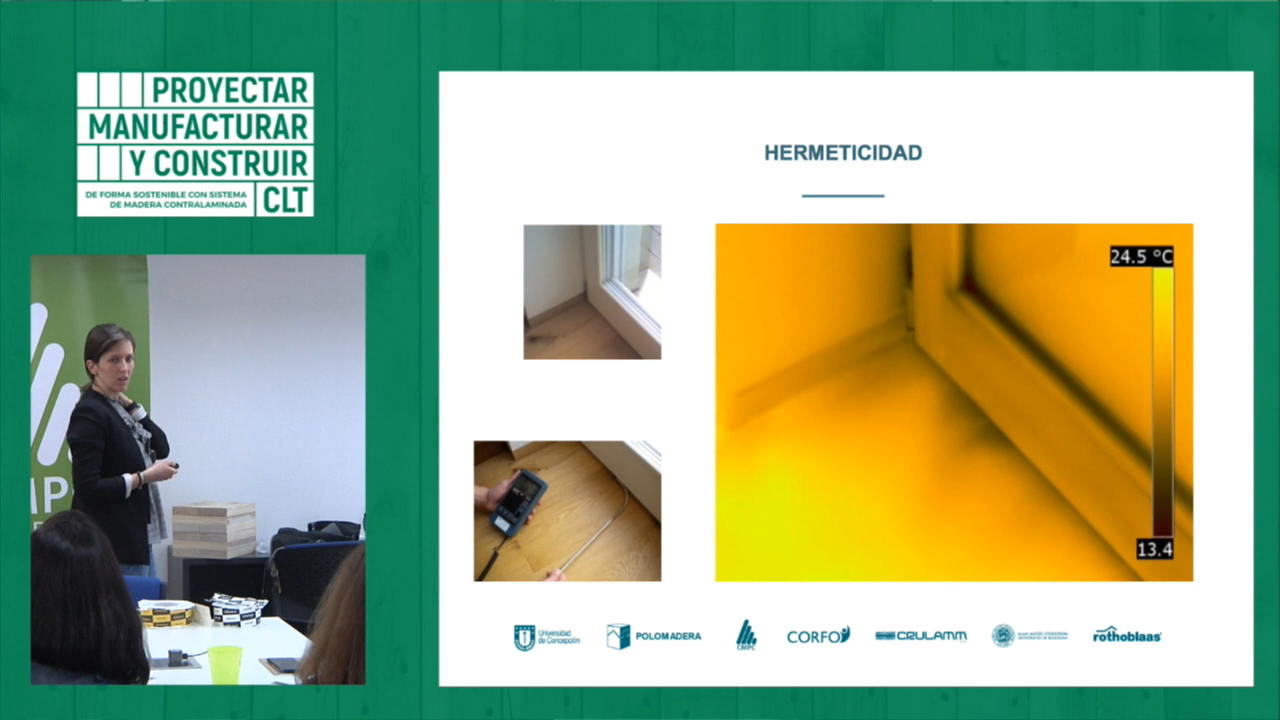 PROYECTAR
MANUFACTURAR
Y CONSTRUIR
DE FORMA SOSTENIBLE CON SISTEMA
DE MADERA CONTRALAMINADA
CLT
HERMETICIDAD
24.5 °C
13.4
Universidad
de Concepción
POLOMADERA
CMPC
CORFO
CRULAMM
rothoblaas